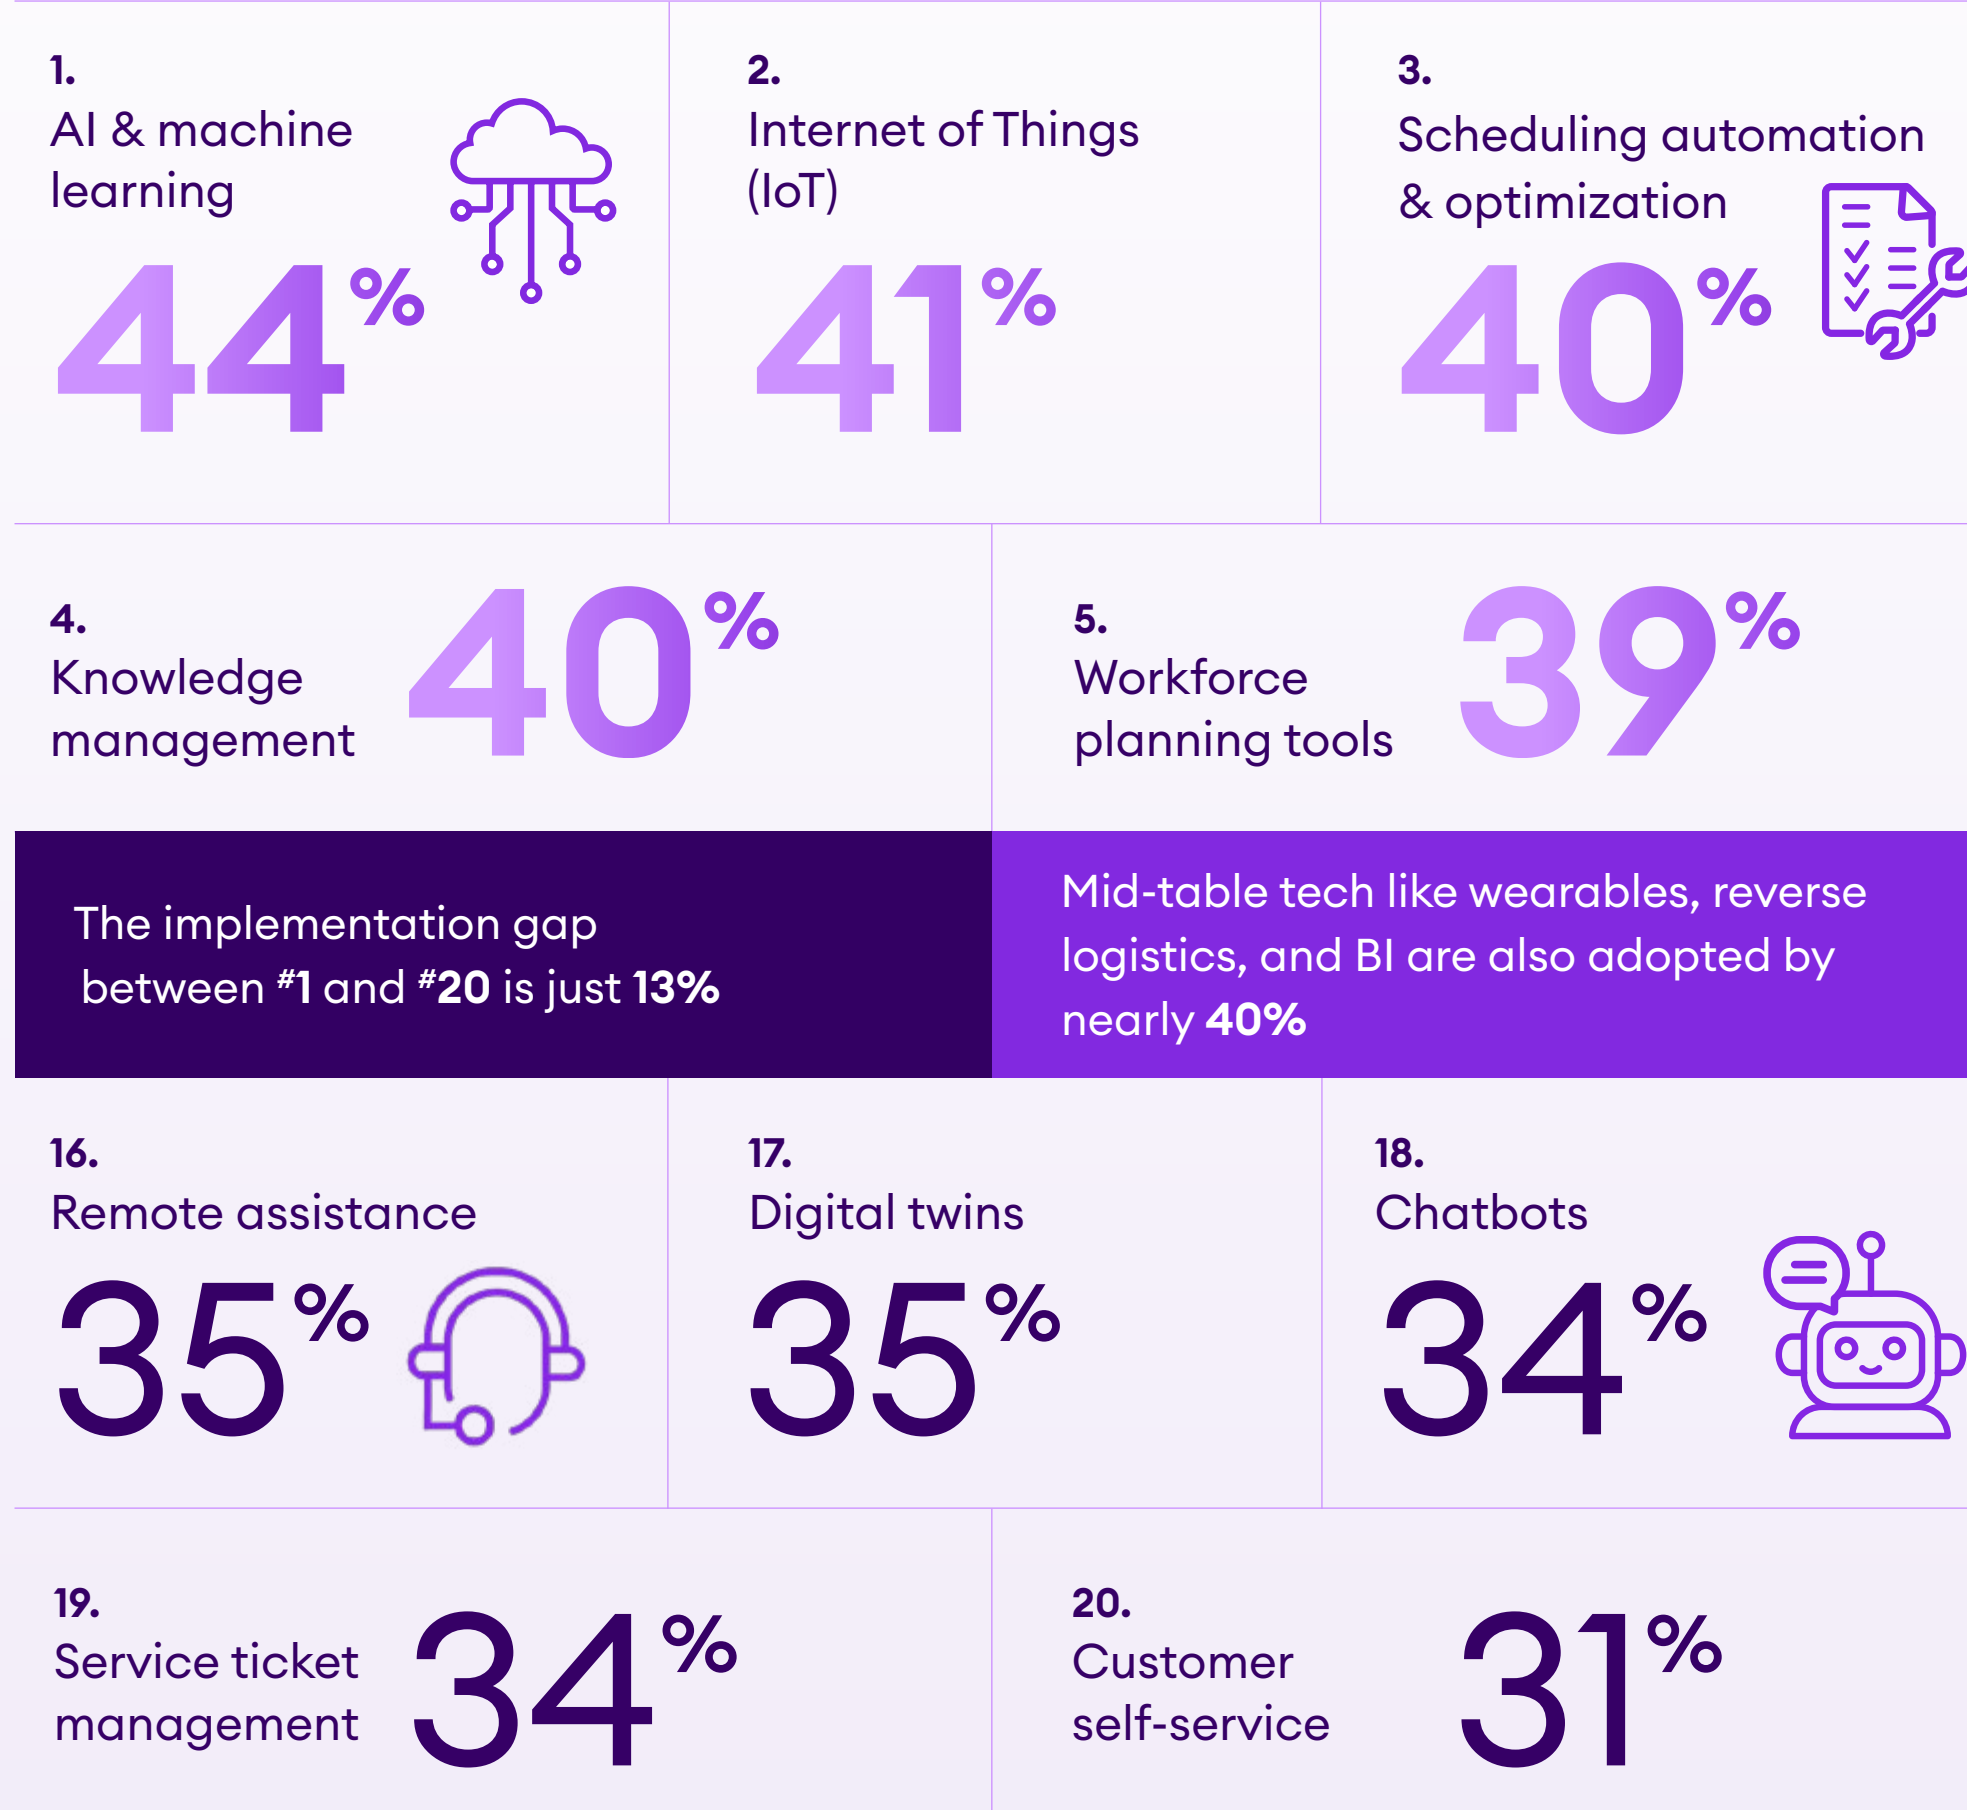 1.
AI & machine
learning
44%
2.
Internet of Things
(IoT)
41%
3.
Scheduling automation
& optimization
40%
4.
Knowledge
management
40%
5.
Workforce
planning tools
39%
The implementation gap
between #1 and #20 is just 13%
Mid-table tech like wearables, reverse
logistics, and BI are also adopted by
nearly 40%
16.
Remote assistance
35%
17.
Digital twins
35%
18.
Chatbots
34%
19.
Service ticket
management
34%
20.
Customer
self-service
31%